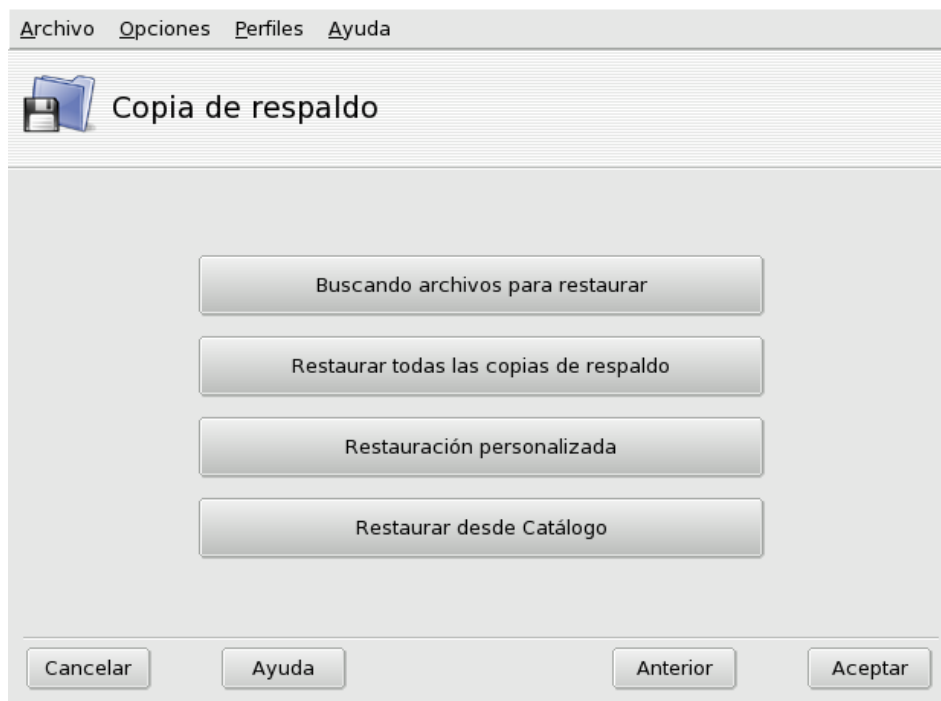 Archivo Opciones Perfiles Ayuda
Copia de respaldo
Buscando archivos para restaurar
Restaurar todas las copias de respaldo
Restauración personalizada
Restaurar desde Catálogo
Cancelar Ayuda Anterior Aceptar